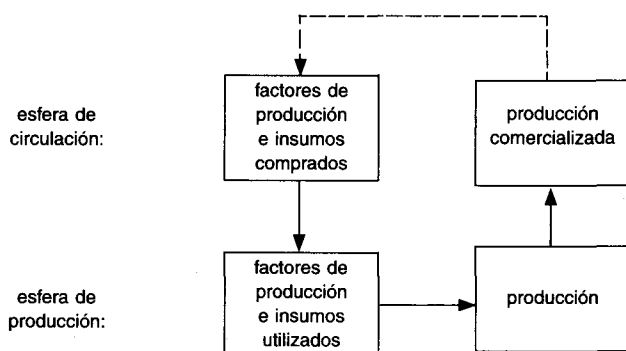 esfera de
circulación:
factores de
producción
e insumos
comprados
producción
comercializada
esfera de
producción:
factores de
producción
e insumos
utilizados
producción